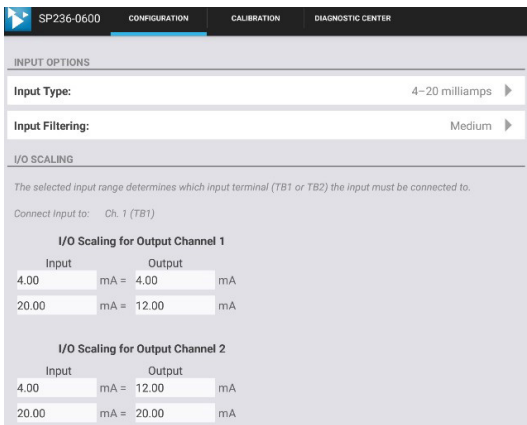 SP236-0600 CONFIGURATION CALIBRATION DIAGNOSTIC CENTER
INPUT OPTIONS
Input Type: 4–20 milliamps
Input Filtering: Medium
I/O SCALING
The selected input range determines which input terminal (TB1 or TB2) the input must be connected to.
Connect Input to: Ch. 1 (TB1)
I/O Scaling for Output Channel 1
Input Output
4.00 mA = 4.00 mA
20.00 mA = 12.00 mA
I/O Scaling for Output Channel 2
Input Output
4.00 mA = 12.00 mA
20.00 mA = 20.00 mA